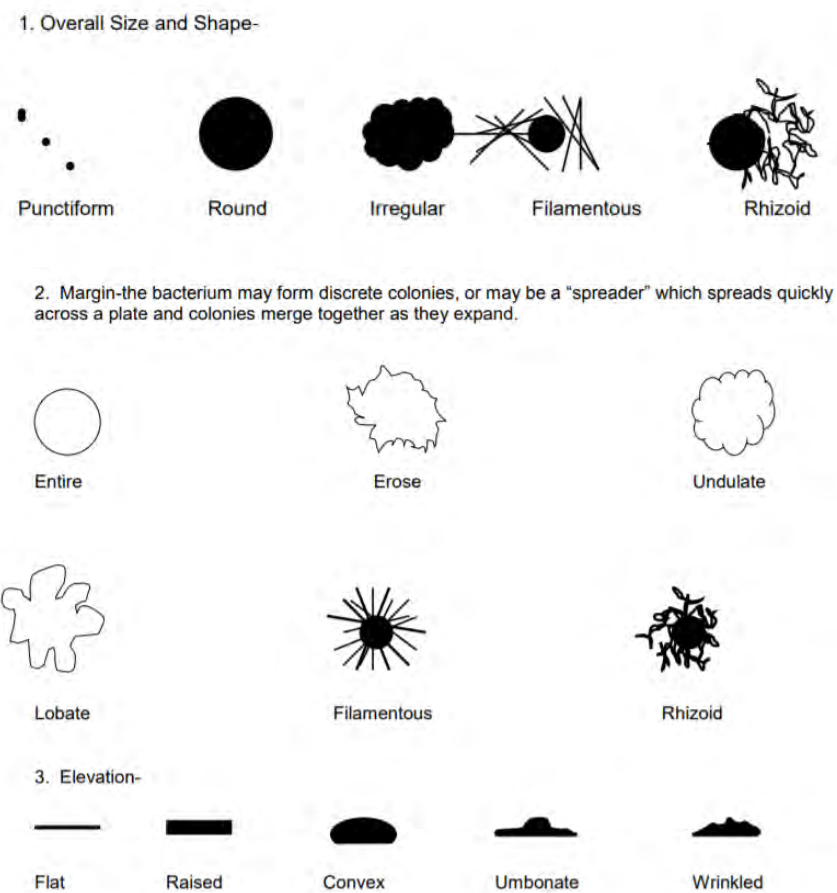 1. Overall Size and Shape-
Punctiform Round Irregular Filamentous Rhizoid
2. Margin-the bacterium may form discrete colonies, or may be a “spreader” which spreads quickly
across a plate and colonies merge together as they expand.
Entire Erose Undulate
Lobate Filamentous Rhizoid
3. Elevation-
Flat Raised Convex Umbonate Wrinkled